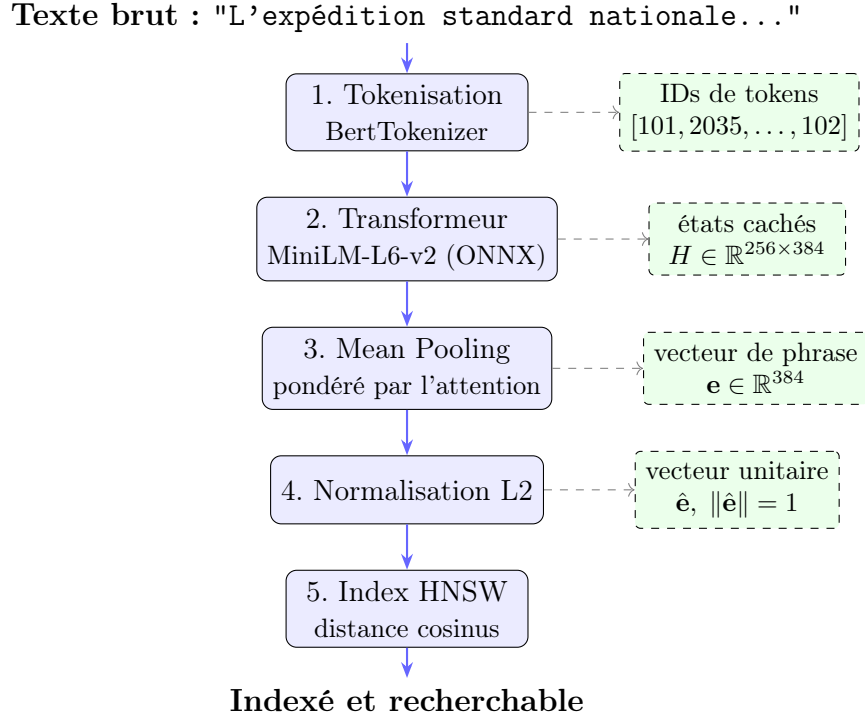 Texte brut : "L'expédition standard nationale..."
1. Tokenisation
BertTokenizer
IDs de tokens
[101, 2035, . . . , 102]
2. Transformeur
MiniLM-L6-v2 (ONNX)
états cachés
H ∈ ℝ^{256×384}
3. Mean Pooling
pondéré par l'attention
vecteur de phrase
e ∈ ℝ^{384}
4. Normalisation L2
vecteur unitaire
ê, ‖ê‖ = 1
5. Index HNSW
distance cosinus
Indexé et recherchable